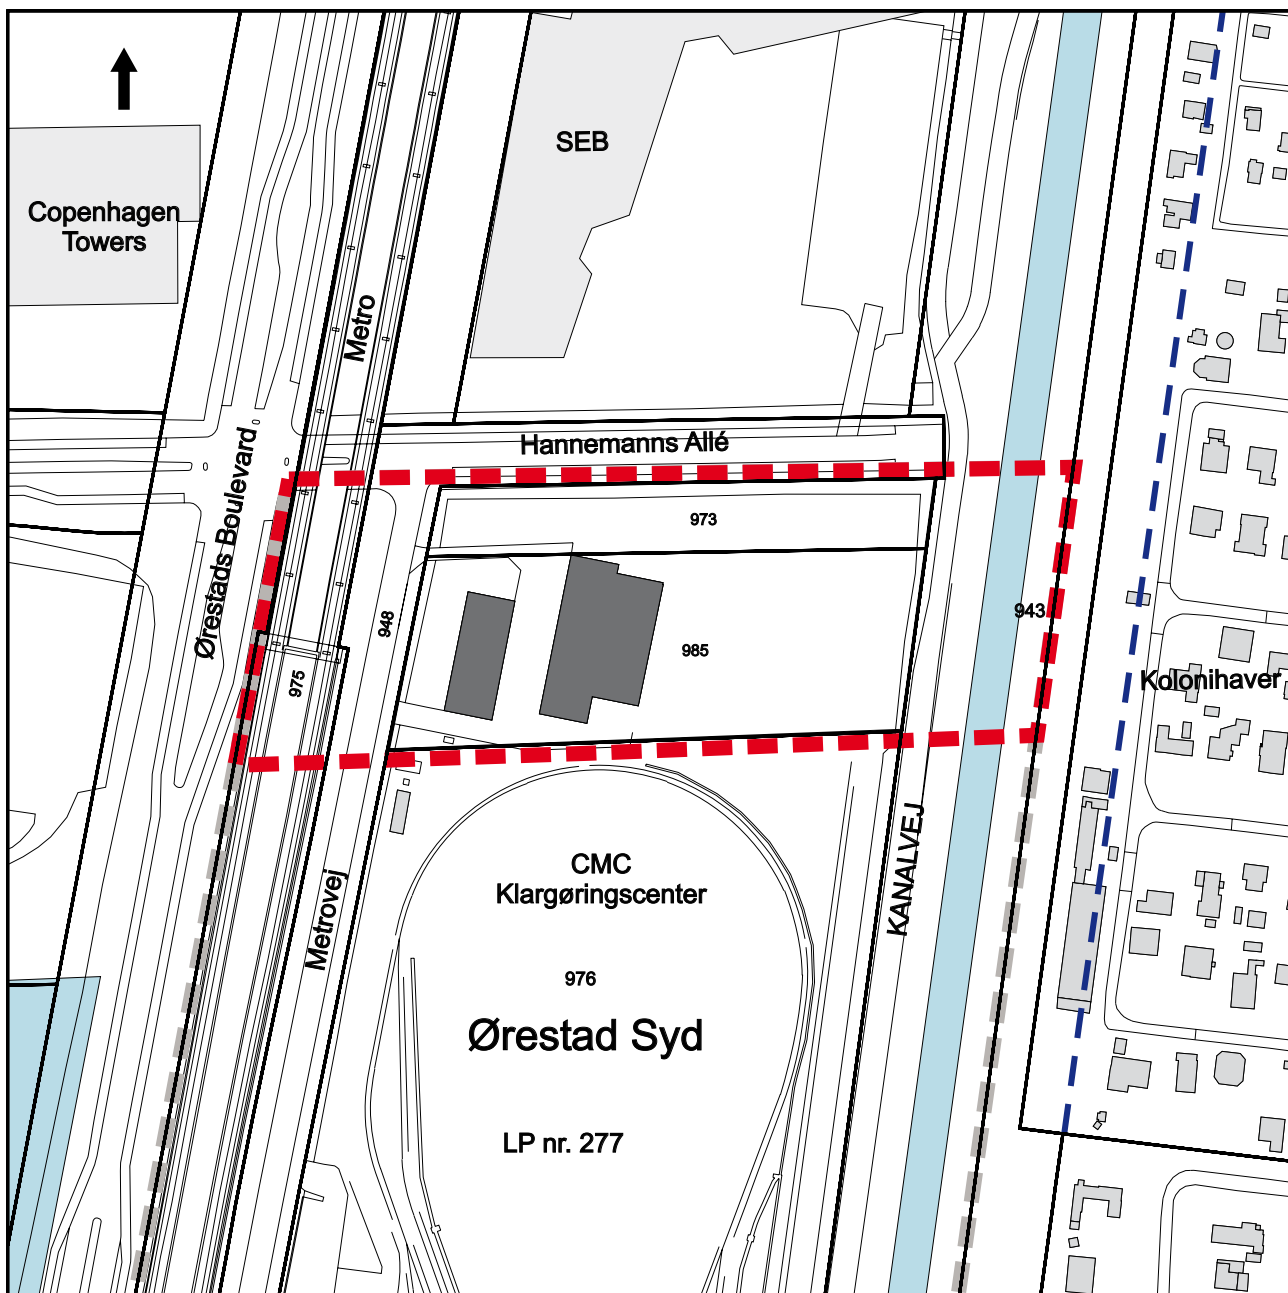 SEB
Copenhagen
Towers
Metro
Hannemanns Allé
Ørestads Boulevard
973
948
943
985
975
Kolonihaver
CMC
Klargøringscenter
KANALVEJ
Metrovej
976
Ørestad Syd
LP nr. 277